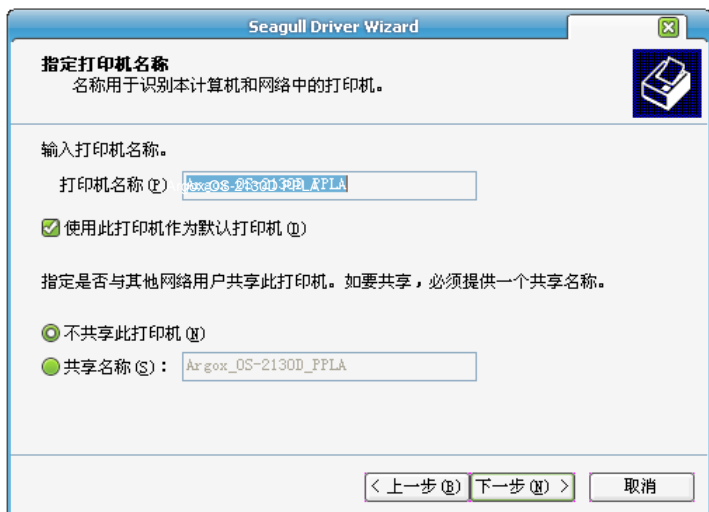 Seagull Driver Wizard
指定打印机名称
名称用于识别本计算机和网络中的打印机。
输入打印机名称。
打印机名称(P) Argox_OS-2130D_PPLA
使用此打印机作为默认打印机(D)
指定是否与其他网络用户共享此打印机。如要共享，必须提供一个共享名称。
不共享此打印机(N)
共享名称(S)： Argox_OS-2130D_PPLA
< 上一步(B) 下一步(N) > 取消